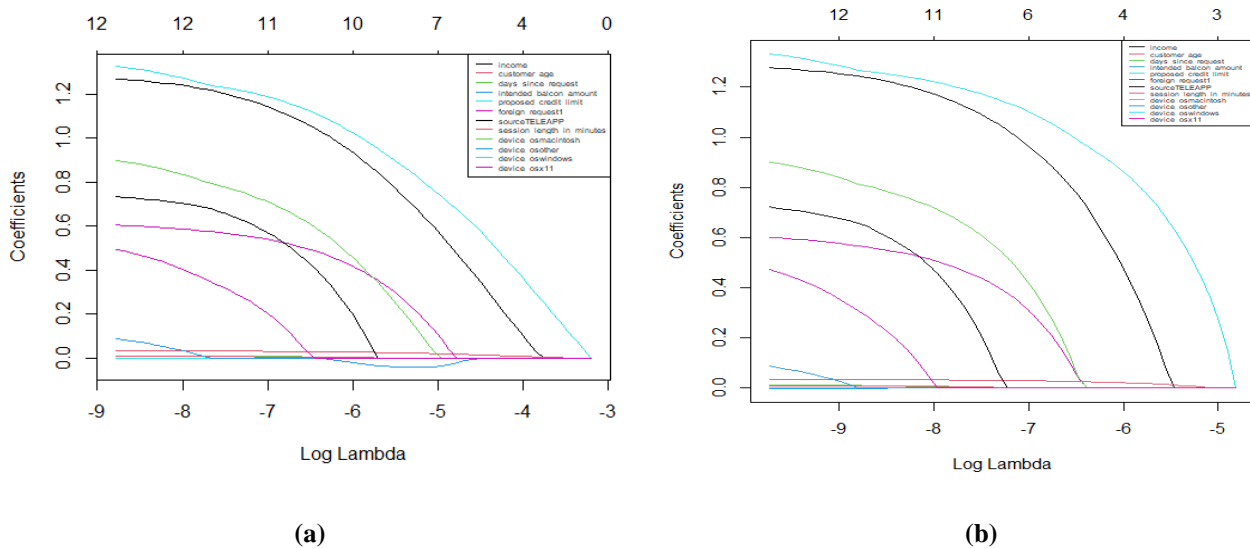 12 12 11 10 7 3 0
income
customer age
days since request
intended balcon amount
proposed credit limit
foreign request1
sourceTELEAPP
session length in minutes
device osmacintosh
device osother
device oswindows
device osx11
Coefficients
1.2
1.0
0.8
0.6
0.4
0.2
0.0
-9 -8 -7 -6 -5 -4 -3
Log Lambda
(a)
12 11 6 4 3
income
customer age
days since request
intended balcon amount
proposed credit limit
foreign request1
sourceTELEAPP
session length in minutes
device osmacintosh
device osother
device oswindows
device osx11
Coefficients
1.2
1.0
0.8
0.6
0.4
0.2
0.0
-9 -8 -7 -6 -5
Log Lambda
(b)